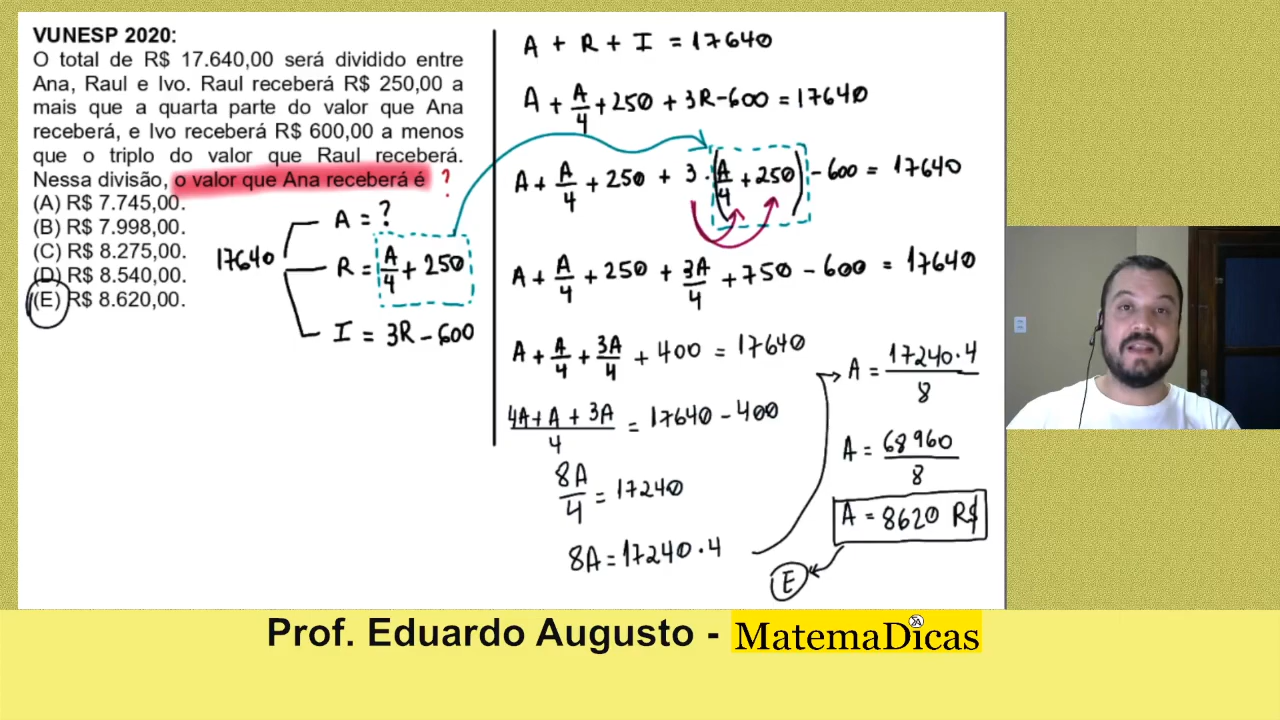 VUNESP 2020:
O total de R$ 17.640,00 será dividido entre
Ana, Raul e Ivo. Raul receberá R$ 250,00 a
mais que a quarta parte do valor que Ana
receberá, e Ivo receberá R$ 600,00 a menos
que o triplo do valor que Raul receberá.
Nessa divisão, o valor que Ana receberá é ?
(A) R$ 7.745,00.
(B) R$ 7.998,00.
(C) R$ 8.275,00.
(D) R$ 8.540,00.
(E) R$ 8.620,00.
17640
A = ?
R = A/4 + 250
I = 3R - 600
A + R + I = 17640
A + A/4 + 250 + 3R - 600 = 17640
A + A/4 + 250 + 3 · (A/4 + 250) - 600 = 17640
A + A/4 + 250 + 3A/4 + 750 - 600 = 17640
A + A/4 + 3A/4 + 400 = 17640
4A + A + 3A/4 = 17640 - 400
8A/4 = 17240
8A = 17240 · 4
A = 17240 · 4/8
A = 68960/8
A = 8620 R$
E
Prof. Eduardo Augusto - MatemaDicas